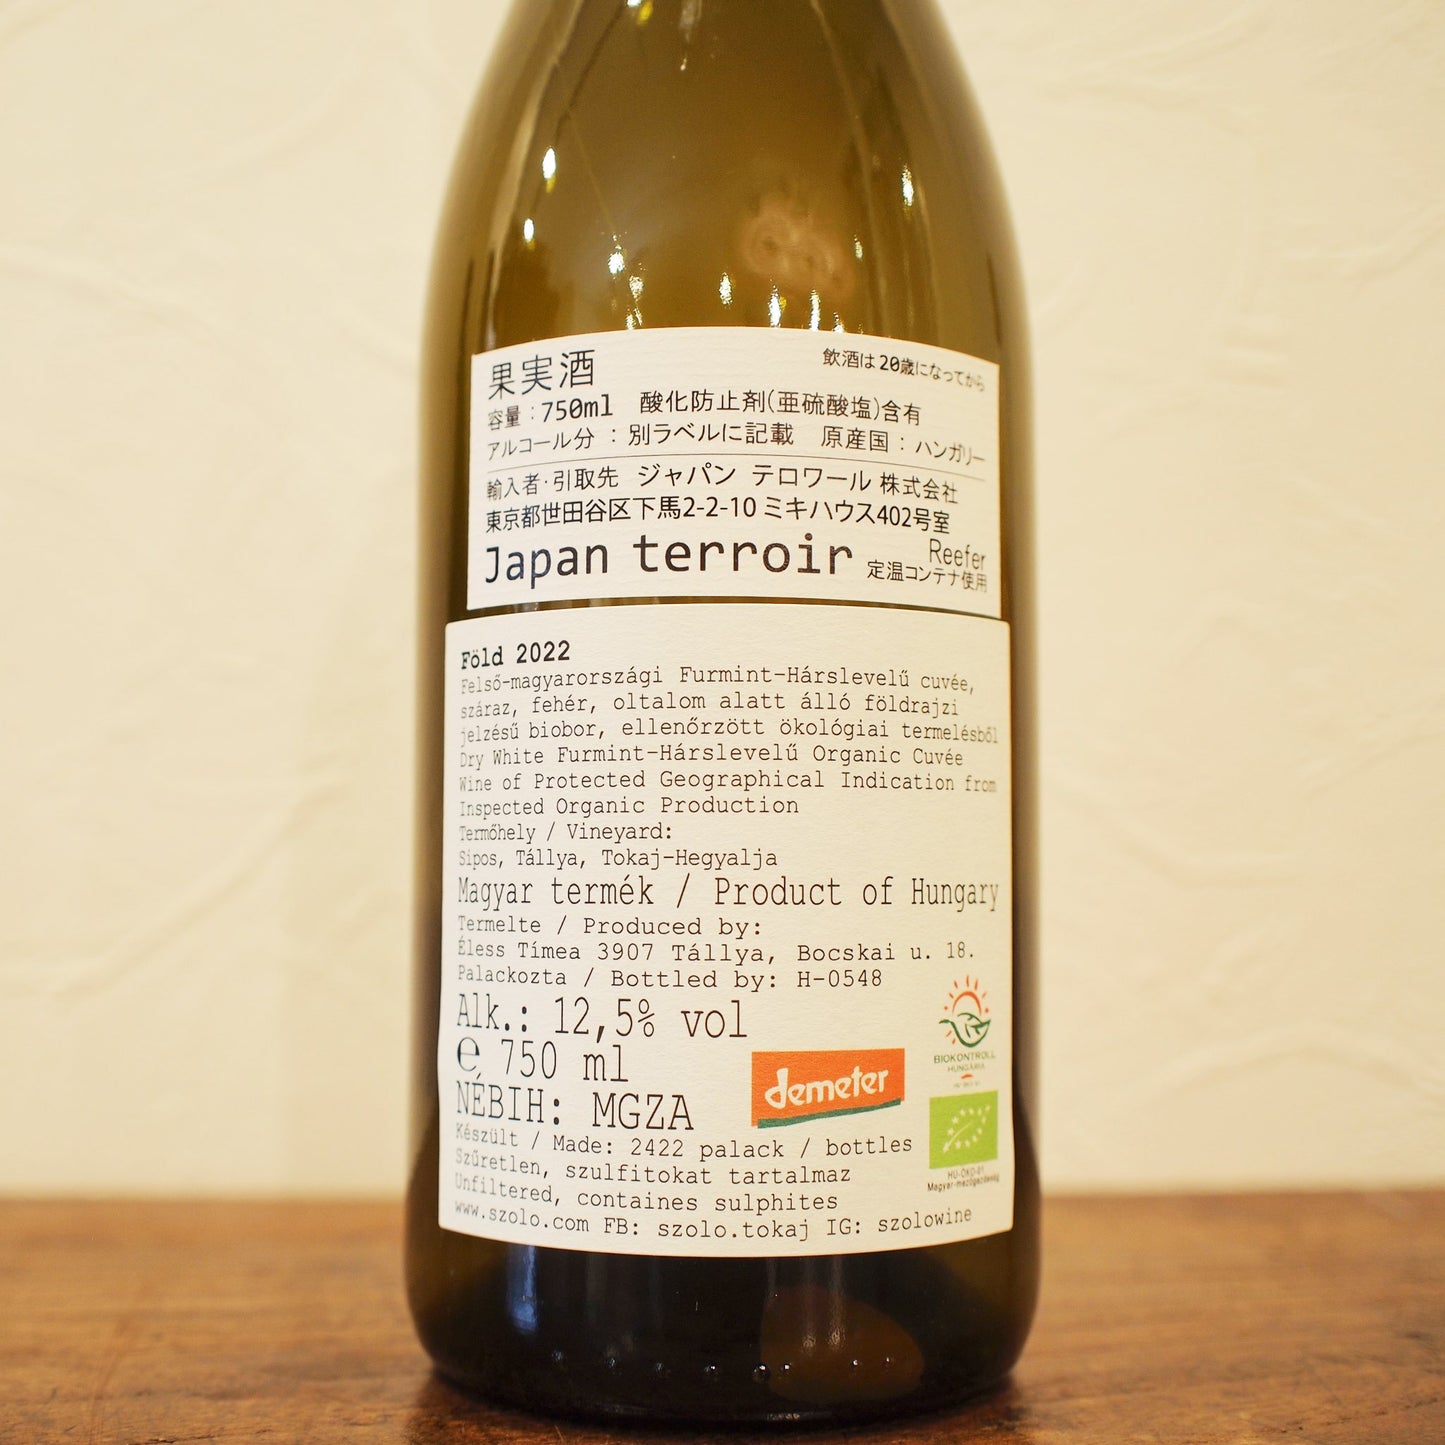 果実酒 飲酒は20歳になってから
容量：750ml 酸化防止剤(亜硫酸塩)含有
アルコール分：別ラベルに記載 原産国：ハンガリー
輸入者･引取先 ジャパン テロワール 株式会社
東京都世田谷区下馬2-2-10 ミキハウス402号室
Japan terroir Reefer
定温コンテナ使用
Föld 2022
Felső-magyarországi Furmint-Hárslevelű cuvée,
száraz, fehér, oltalom alatt álló földrajzi
jelzésű biobor, ellenőrzött ökológiai termelésből
Dry White Furmint-Hárslevelű Organic Cuvée
Wine of Protected Geographical Indication from
Inspected Organic Production
Termőhely / Vineyard:
Sipos, Tállya, Tokaj-Hegyalja
Magyar termék / Product of Hungary
Termelte / Produced by:
Éless Tímea 3907 Tállya, Bocskai u. 18.
Palackozta / Bottled by: H-0548
Alk.: 12,5% vol
e 750 ml
NÉBIH: MGZA
Készült / Made: 2422 palack / bottles
Szűretlen, szulfitokat tartalmaz
Unfiltered, containes sulphites
www.szolo.com FB: szolo.tokaj IG: szolowine
demeter
BIOKONTROLL
HUNGÁRIA
HU-ÖKO-01
Magyar-mezőgazdaság